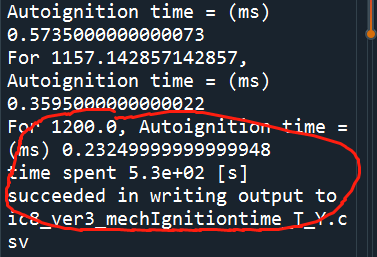 Autoignition time = (ms)
0.5735000000000073
For 1157.142857142857,
Autoignition time = (ms)
0.3595000000000022
For 1200.0, Autoignition time =
(ms) 0.23249999999999948
time spent 5.3e+02 [s]
succeeded in writing output to
ic8_ver3_mechIgnitiontime_T_Y.c
sv